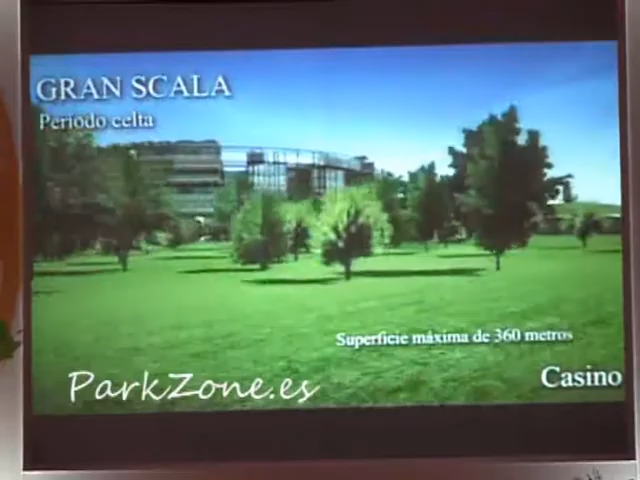 GRAN SCALA
Periodo celta
Superficie máxima de 360 metros
Casino
ParkZone.es